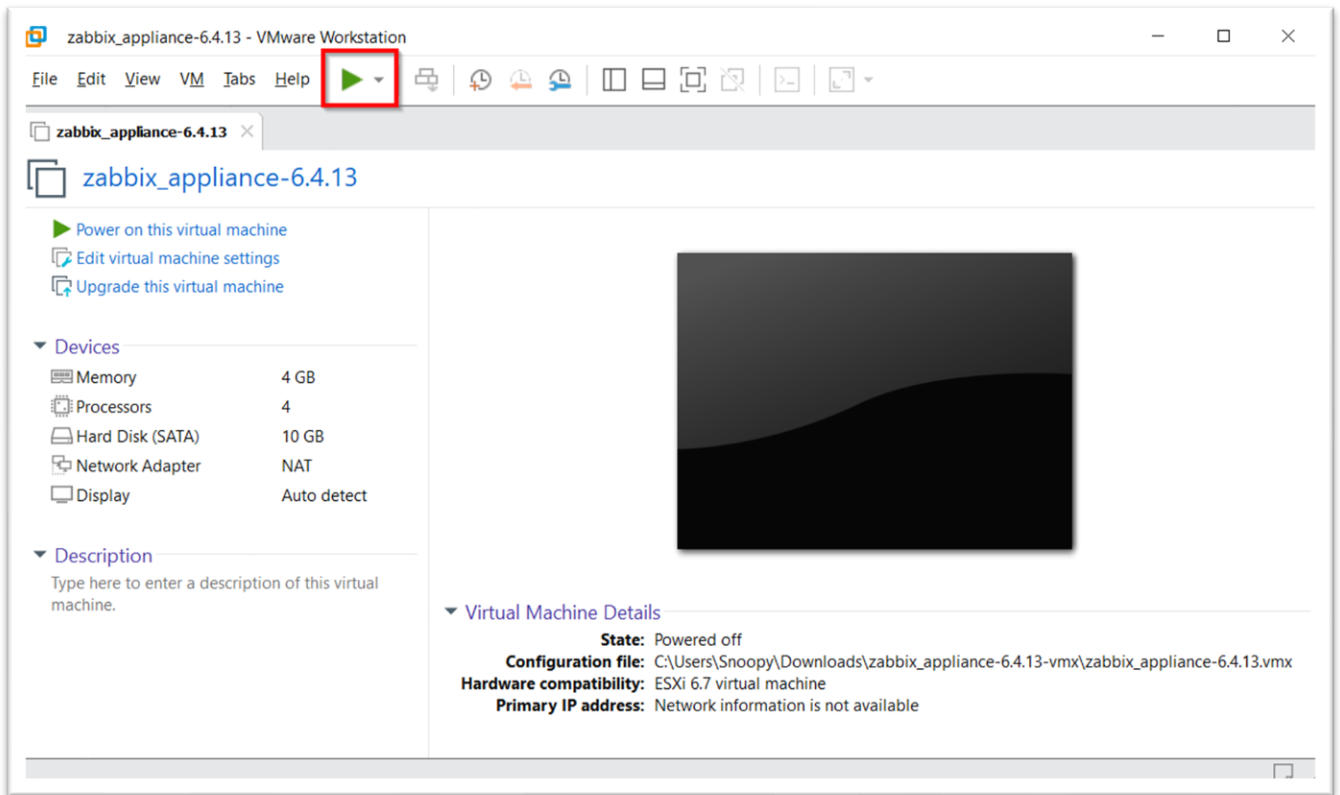 zabbix_appliance-6.4.13 - VMware Workstation
File Edit View VM Tabs Help
zabbix_appliance-6.4.13
zabbix_appliance-6.4.13
Power on this virtual machine
Edit virtual machine settings
Upgrade this virtual machine
Devices
Memory 4 GB
Processors 4
Hard Disk (SATA) 10 GB
Network Adapter NAT
Display Auto detect
Description
Type here to enter a description of this virtual
machine.
Virtual Machine Details
State: Powered off
Configuration file: C:\Users\Snoopy\Downloads\zabbix_appliance-6.4.13-vmx\zabbix_appliance-6.4.13.vmx
Hardware compatibility: ESXi 6.7 virtual machine
Primary IP address: Network information is not available